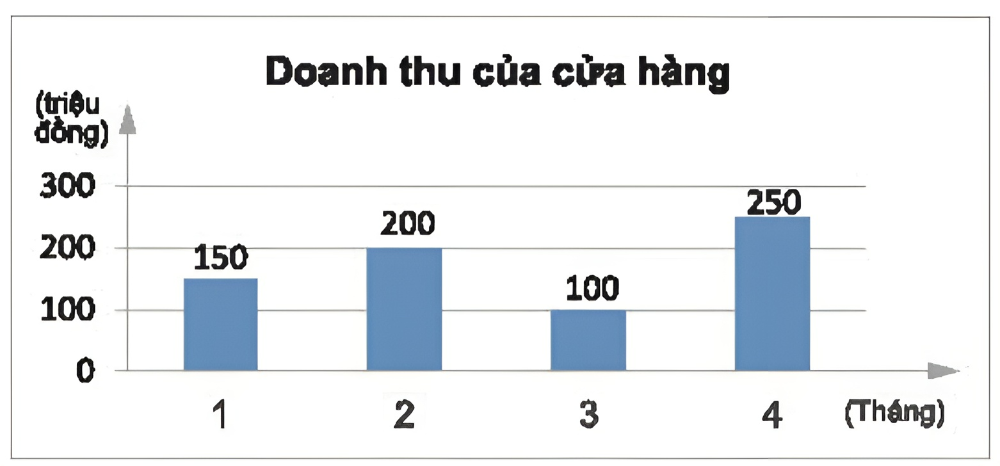 Doanh thu của cửa hàng
(triệu
đồng)
300
200
100
0
150
200
100
250
1 2 3 4 (Tháng)